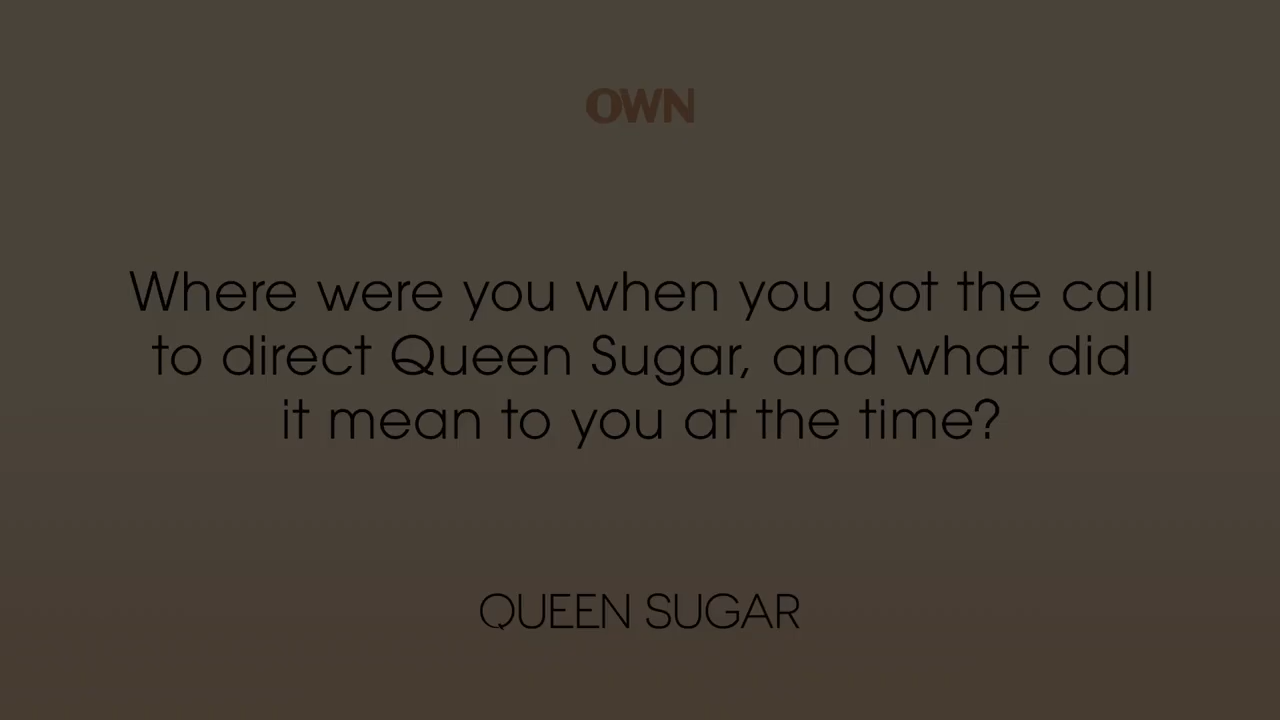 OWN
Where were you when you got the call
to direct Queen Sugar, and what did
it mean to you at the time?
QUEEN SUGAR